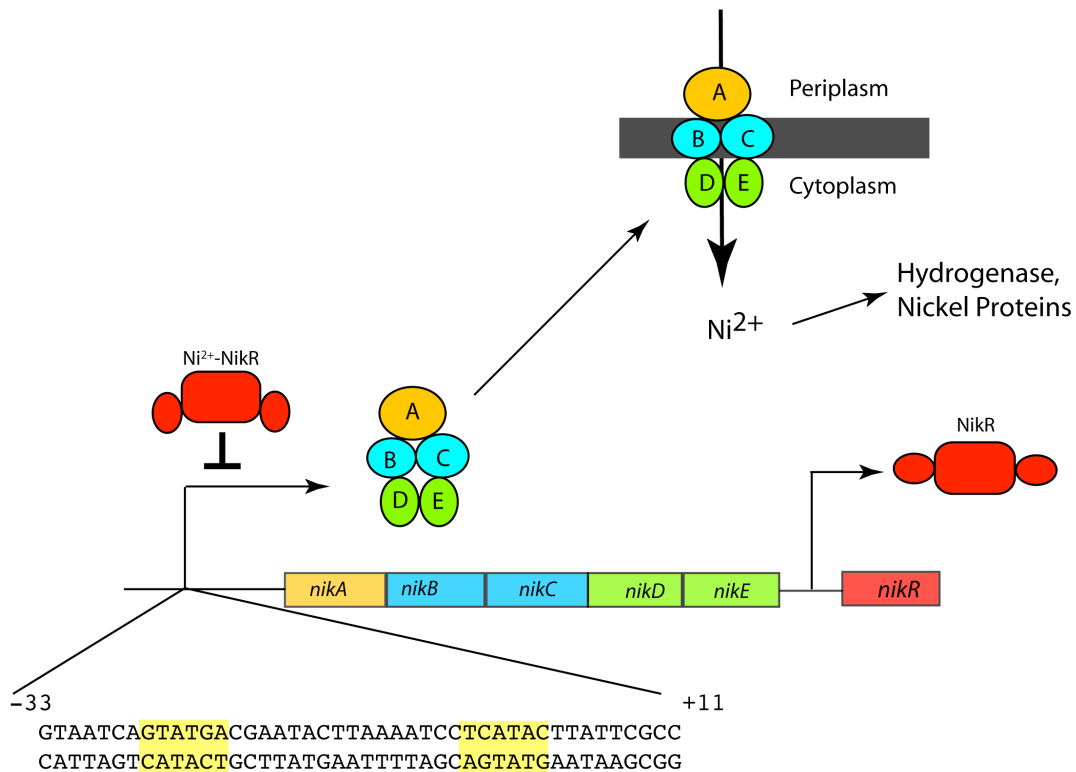 A
Periplasm
B
C
D
E
Cytoplasm
Ni²⁺
Hydrogenase,
Nickel Proteins
Ni²⁺-NikR
A
B
C
D
E
NikR
nikA
nikB
nikC
nikD
nikE
nikR
−33
+11
GTAATCAGTATGACGAATACTTAAAATCCTCATACTTATTCGCC
CATTAGTCATACTGCTTATGAATTTTAGCAGTATGAATAAGCGG